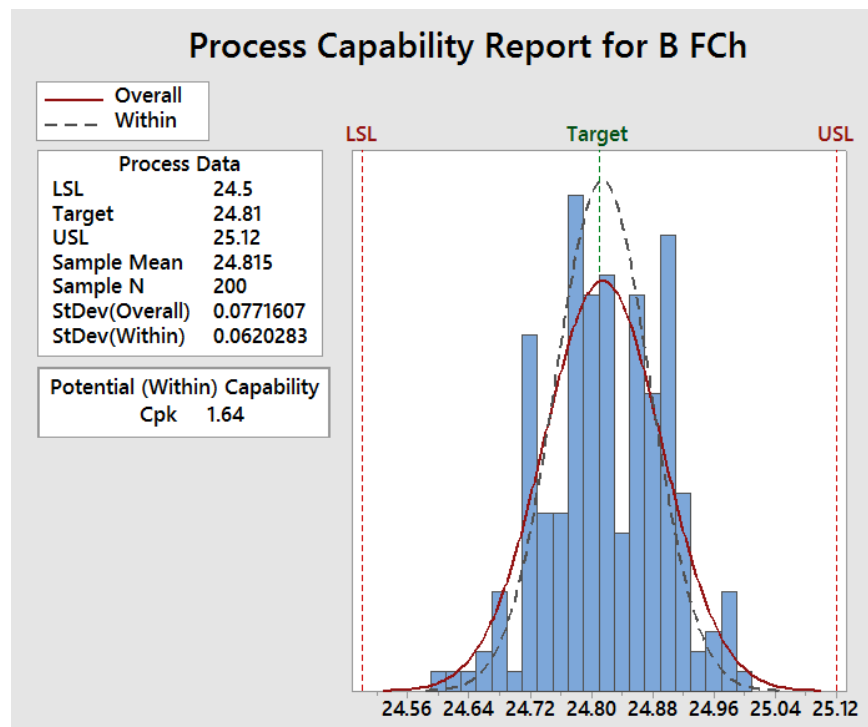 Process Capability Report for B FCh
Overall
Within
Process Data
LSL 24.5
Target 24.81
USL 25.12
Sample Mean 24.815
Sample N 200
StDev(Overall) 0.0771607
StDev(Within) 0.0620283
Potential (Within) Capability
Cpk 1.64
LSL Target USL
24.56 24.64 24.72 24.80 24.88 24.96 25.04 25.12